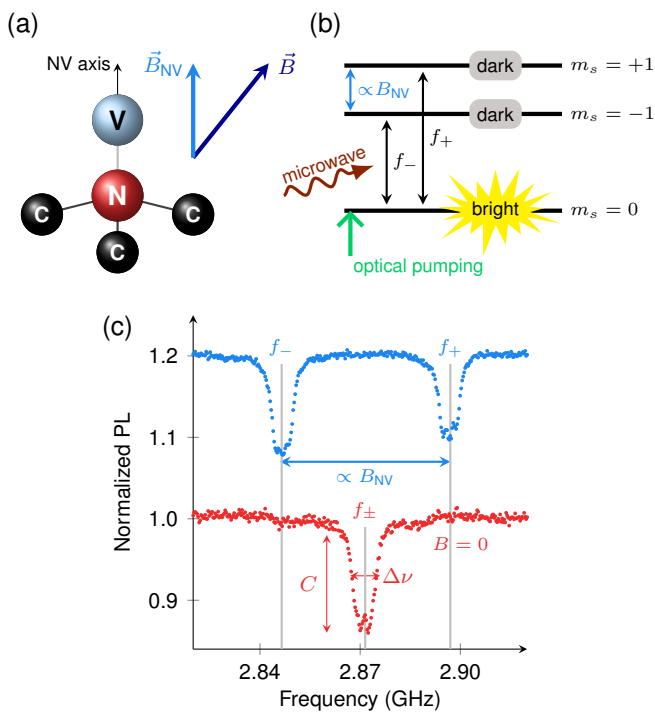 (a)
NV axis
B⃗NV
B⃗
V
N
C
C
C
(b)
dark
mₛ = +1
∝BNV
dark
mₛ = −1
f₊
f₋
microwave
bright
mₛ = 0
optical pumping
(c)
f₋
f₊
1.2
1.1
∝ BNV
f±
1.0
B = 0
C
Δν
0.9
Normalized PL
2.84
2.87
2.90
Frequency (GHz)